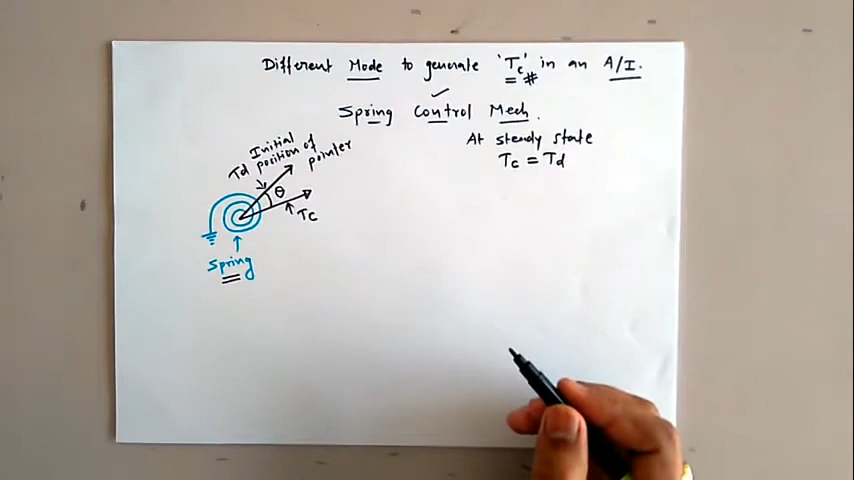 Different Mode to generate 'Tc' in an A/I.
Spring Control Mech.
At steady state
Tc = Td
Initial
position of
pointer
Td
θ
Tc
Spring